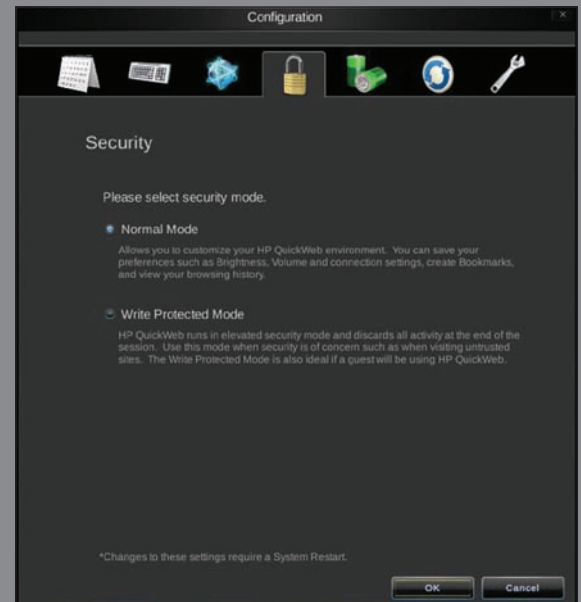 Configuration
Security
Please select security mode.
Normal Mode
Allows you to customize your HP QuickWeb environment. You can save your
preferences such as Brightness, Volume and connection settings, create Bookmarks,
and view your browsing history.
Write Protected Mode
HP QuickWeb runs in elevated security mode and discards all activity at the end of the
session. Use this mode when security is of concern such as when visiting untrusted
sites. The Write Protected Mode is also ideal if a guest will be using HP QuickWeb.
*Changes to these settings require a System Restart.
OK Cancel